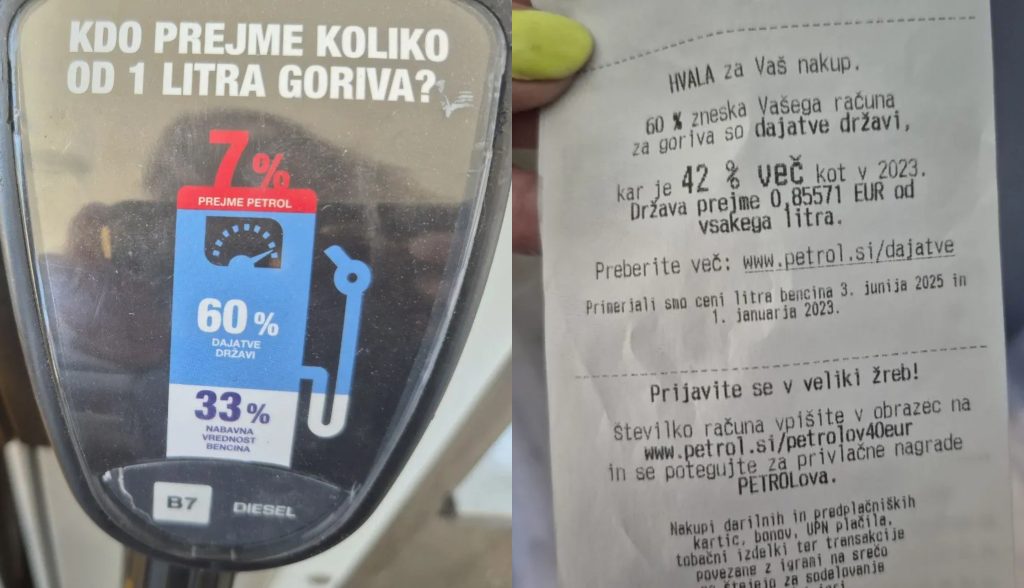 KDO PREJME KOLIKO
OD 1 LITRA GORIVA?
7%
PREJME PETROL
60 %
DAJATVE
DRŽAVI
33 %
NABAVNA
VREDNOST
BENCINA
B7 DIESEL
HVALA za Vaš nakup.
60 % zneska Vašega računa
za goriva so dajatve državi,
kar je 42 % več kot v 2023.
Država prejme 0,85571 EUR od
vsakega litra.
Preberite več: www.petrol.si/dajatve
Primerjali smo ceni litra bencina 3. junija 2025 in
1. januarja 2023.
Prijavite se v veliki žreb!
Številko računa vpišite v obrazec na
www.petrol.si/petrolov40eur
in se potegujte za privlačne nagrade
PETROLova.
Nakupi darilnih in predplačniških
kartic, bonov, UPN plačila,
tobačni izdelki ter transakcije
povezane z igrani na srečo
ne štejejo za sodelovanje